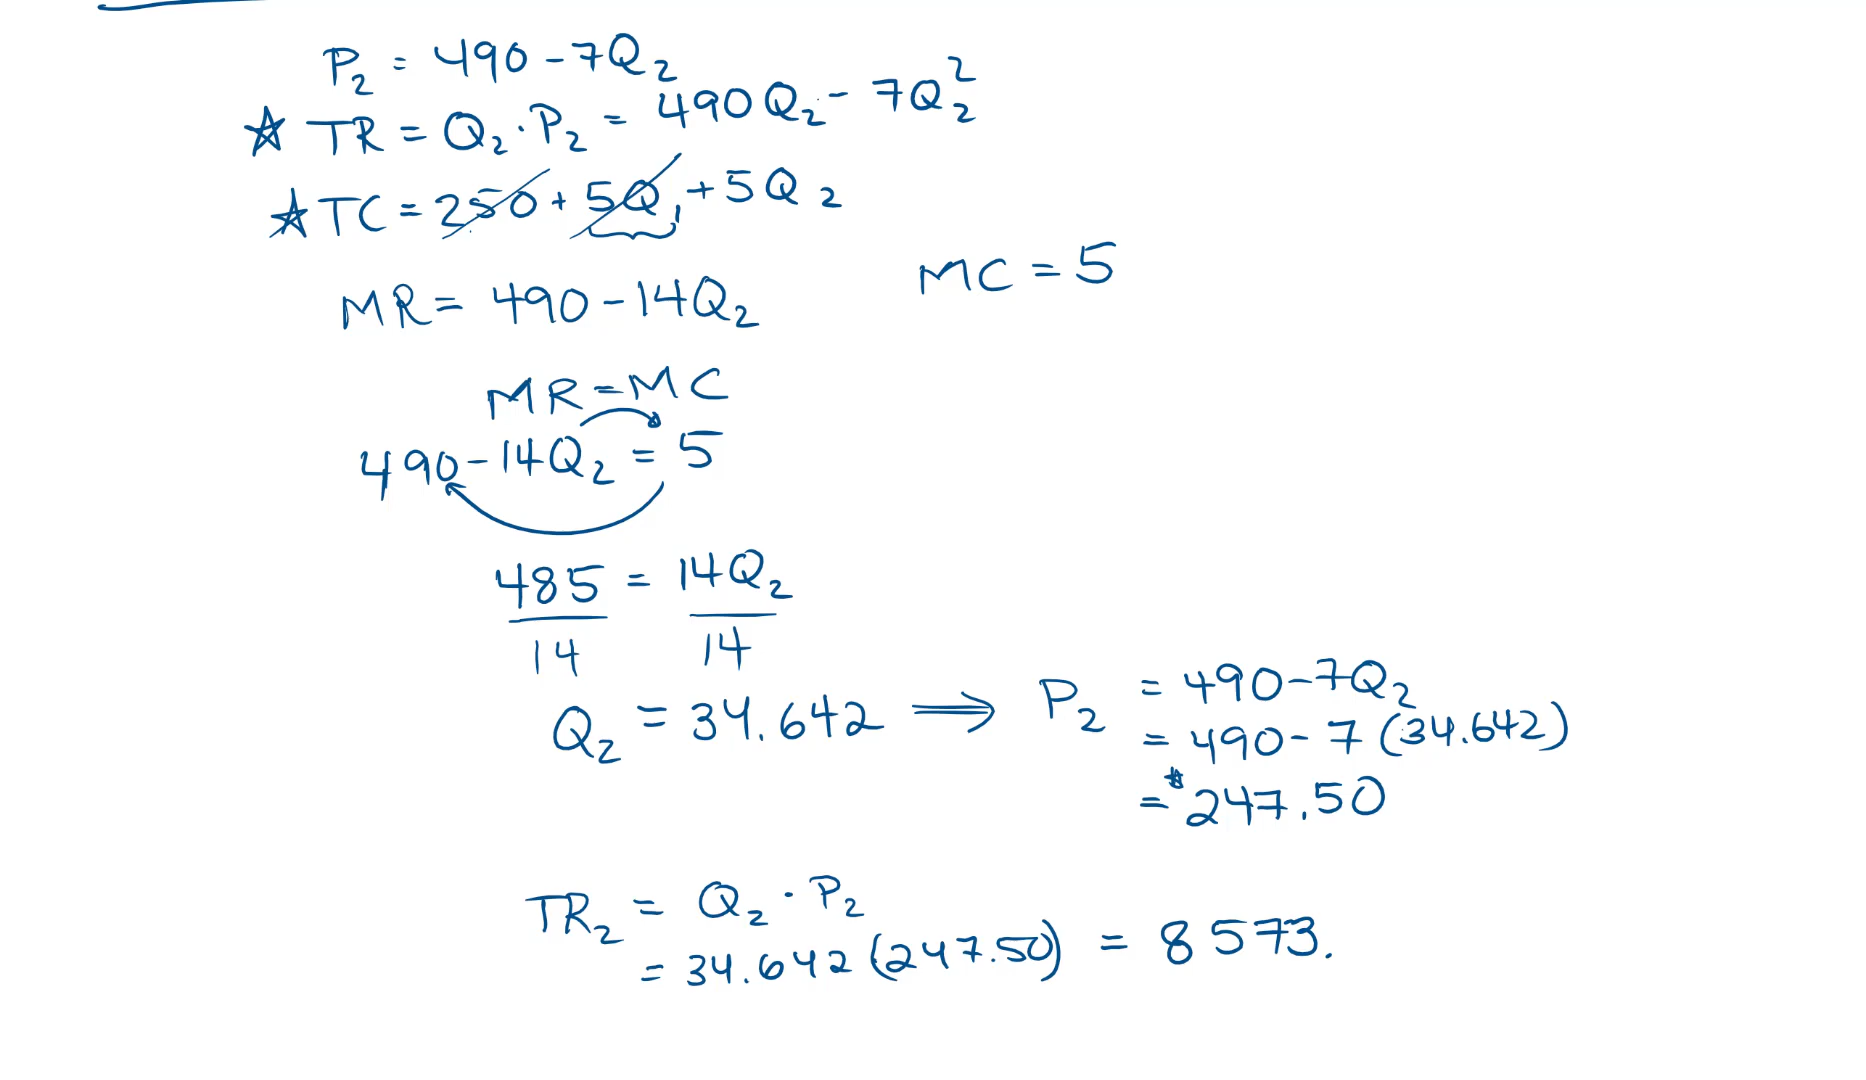 P₂ = 490 - 7Q₂
☆ TR = Q₂ · P₂ = 490Q₂ - 7Q₂²
☆ TC = 250 + 5Q₁ + 5Q₂
MR = 490 - 14Q₂
MC = 5
MR = MC
490 - 14Q₂ = 5
485 = 14Q₂
14 14
Q₂ = 34.642 ⟹ P₂ = 490 - 7Q₂
= 490 - 7 (34.642)
= *247.50
TR₂ = Q₂ · P₂
= 34.642 (247.50) = 8573.